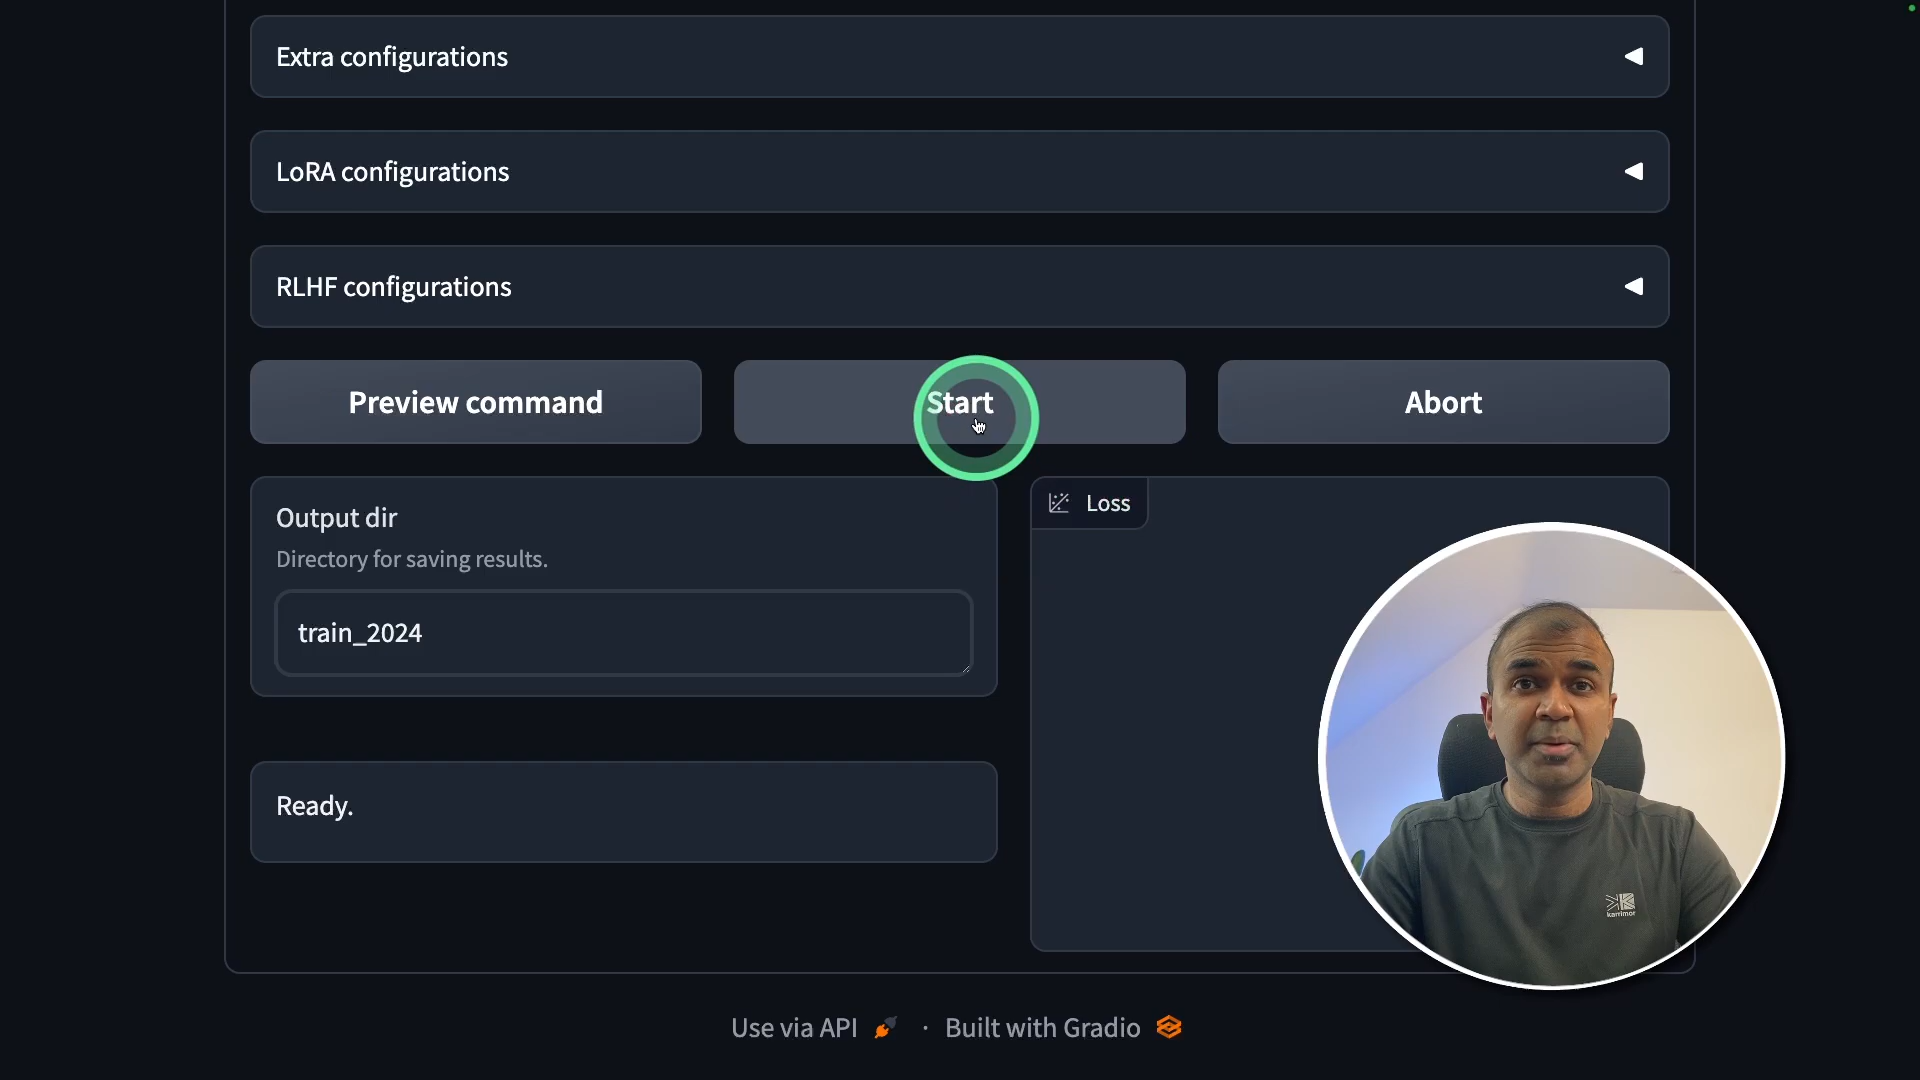 Extra configurations
LoRA configurations
RLHF configurations
Preview command
Start
Abort
Output dir
Directory for saving results.
train_2024
Loss
Ready.
karrimor
Use via API · Built with Gradio